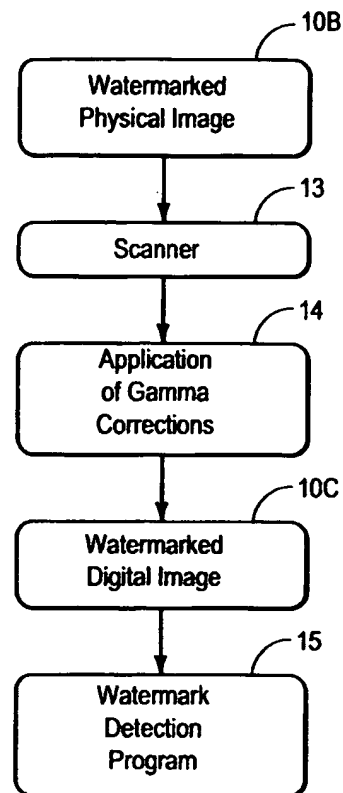 10B
Watermarked
Physical Image
13
Scanner
14
Application
of Gamma
Corrections
10C
Watermarked
Digital Image
15
Watermark
Detection
Program